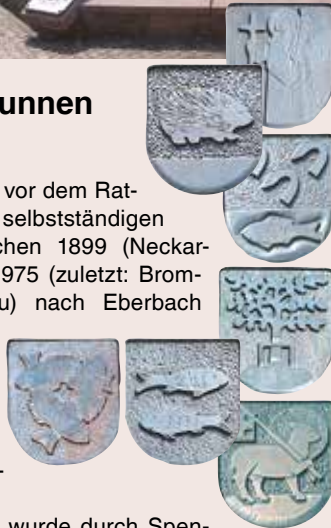 unnen
vor dem Rat-
selbstständigen
chen 1899 (Neckar-
975 (zuletzt: Brom-
u) nach Eberbach
-
wurde durch Spen-